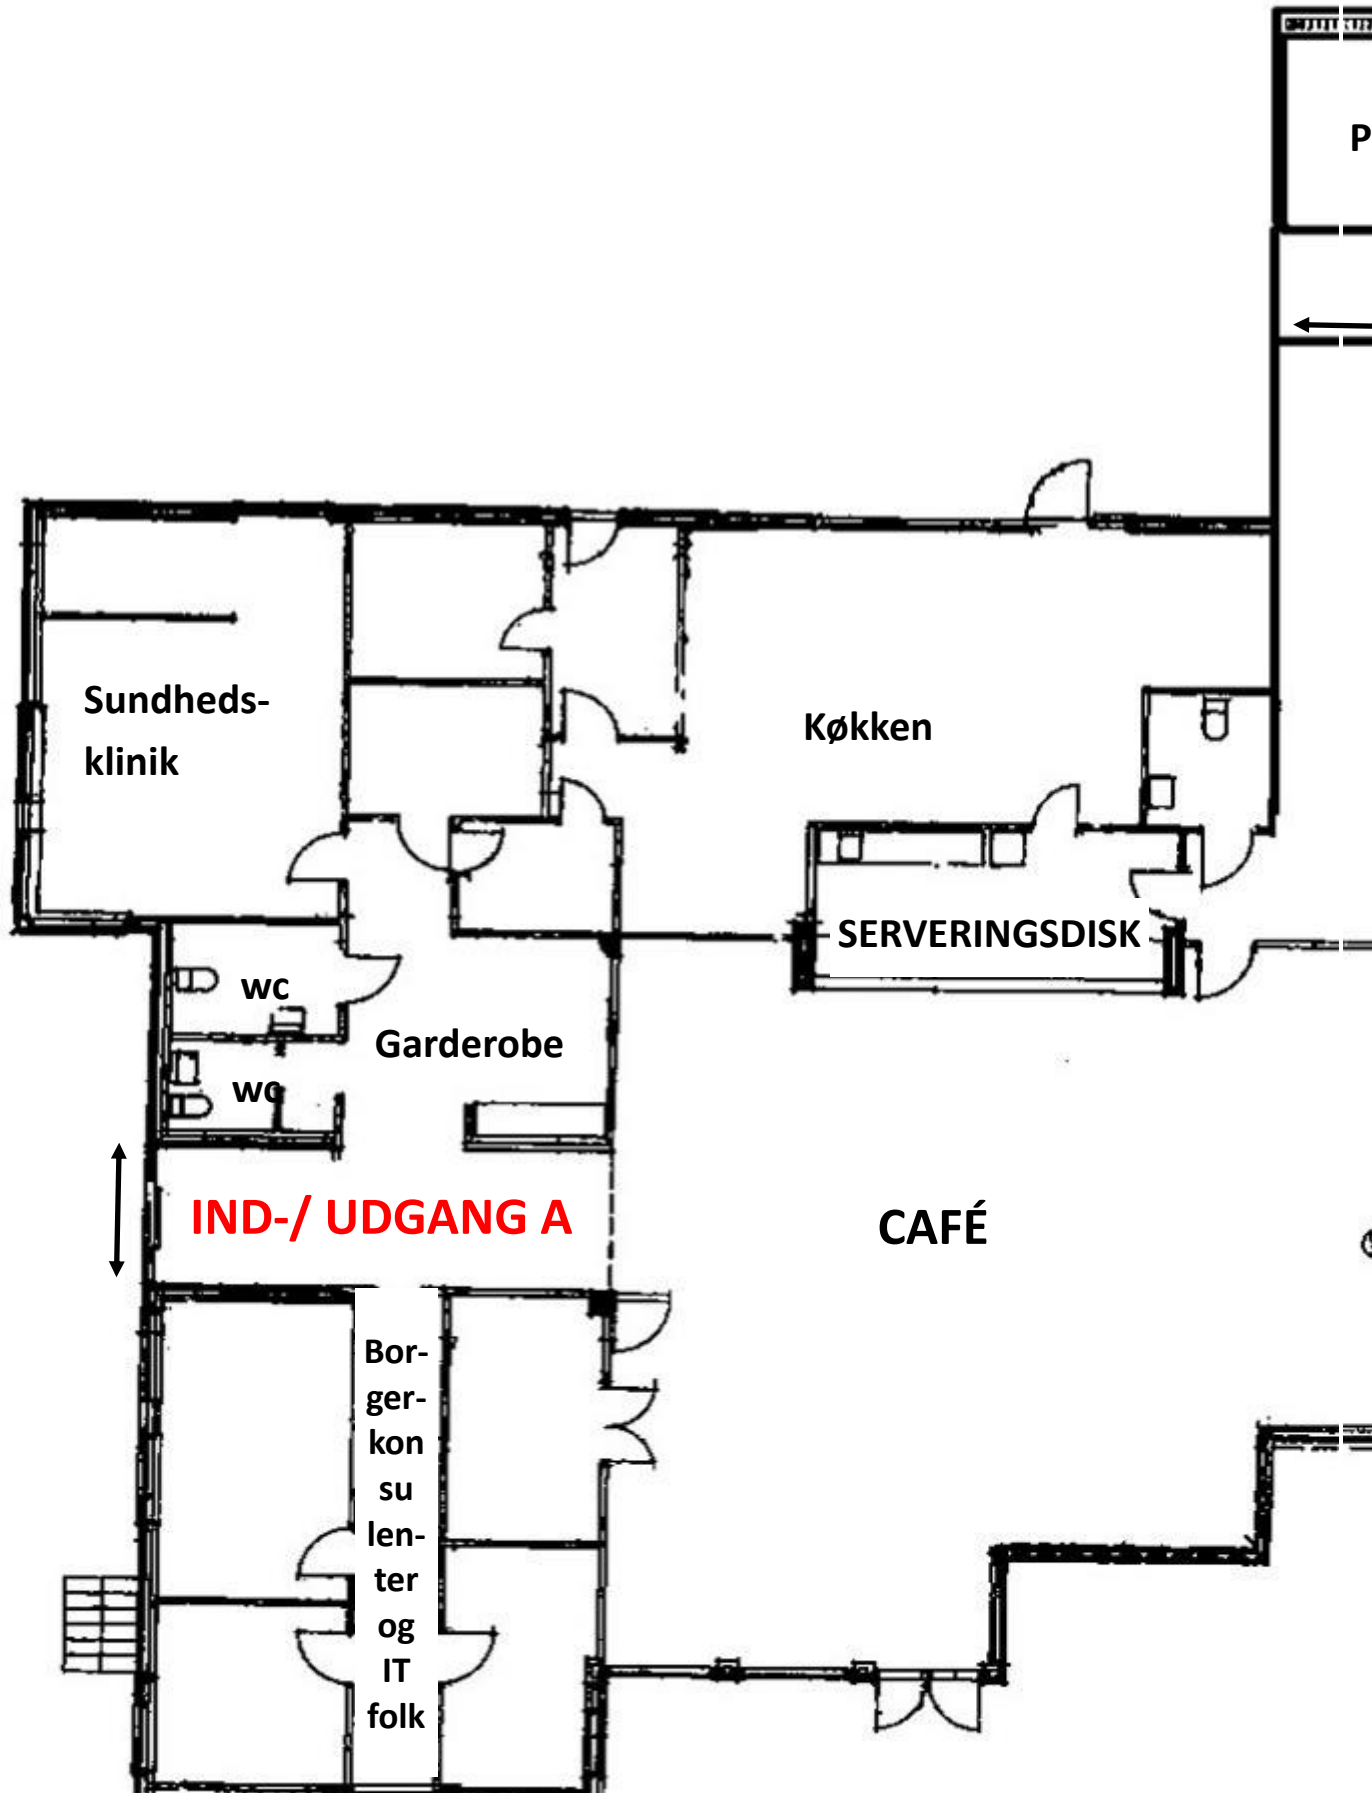 P
Sundheds-
klinik
Køkken
SERVERINGSDISK
wc
Garderobe
wc
IND-/ UDGANG A
CAFÉ
Bor-
ger-
kon
su
len-
ter
og
IT
folk